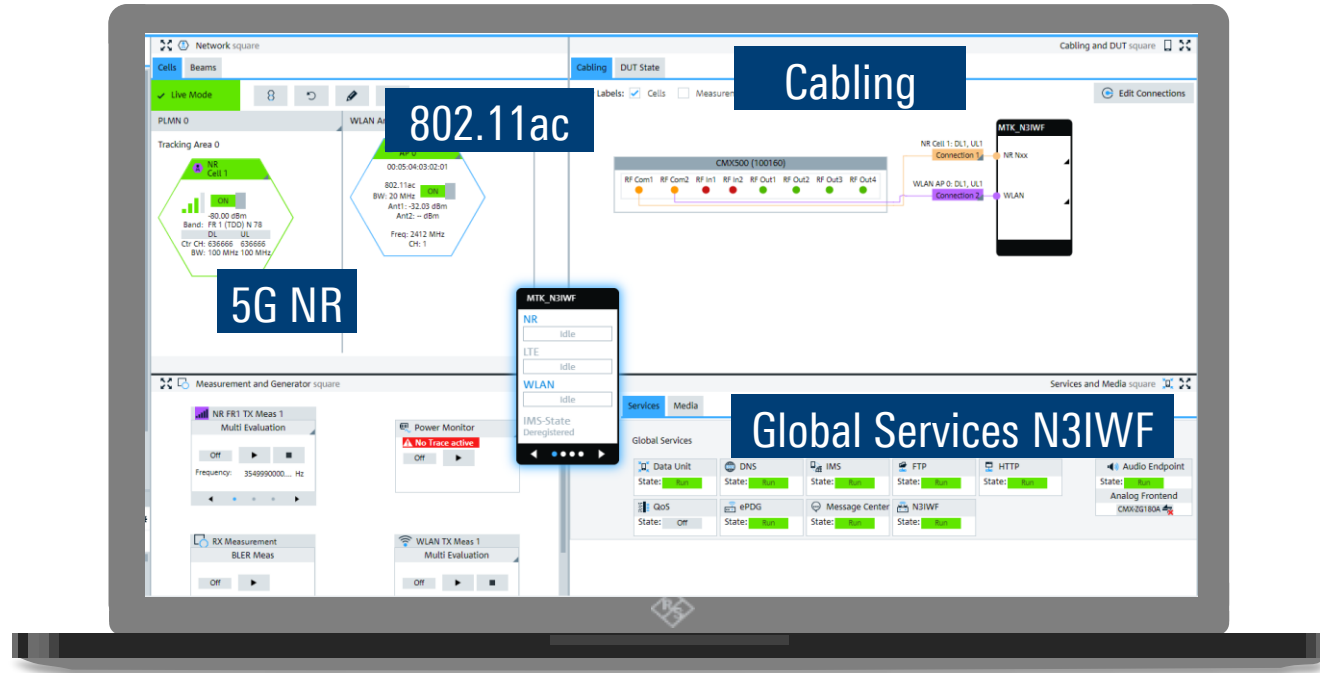 Network square
Cells Beams
Live Mode
PLMN 0
Tracking Area 0
NR
Cell 1
ON
-80.00 dBm
Band: FR 1 (TDD) N 78
DL UL
Ctr CH: 636666 636666
BW: 100 MHz 100 MHz
5G NR
802.11ac
00:05:04:03:02:01
802.11ac
BW: 20 MHz ON
Ant1: -32.03 dBm
Ant2: -- dBm
Freq: 2412 MHz
CH: 1
Cabling and DUT square
Cabling DUT State
Cabling
Labels: Cells
Edit Connections
CMX500 (100160)
RF Com1 RF Com2 RF In1 RF In2 RF Out1 RF Out2 RF Out3 RF Out4
NR Cell 1: DL1, UL1
Connection 1
WLAN AP 0: DL1, UL1
Connection 2
MTK_N3IWF
NR Nxx
WLAN
MTK_N3IWF
NR
Idle
LTE
Idle
WLAN
Idle
IMS-State
Deregistered
Measurement and Generator square
NR FR1 TX Meas 1
Multi Evaluation
Off
Frequency: 3549990000.... Hz
Power Monitor
No Trace active
Off
RX Measurement
BLER Meas
Off
WLAN TX Meas 1
Multi Evaluation
Off
Services and Media square
Services Media
Global Services N3IWF
Global Services
Data Unit DNS IMS FTP HTTP Audio Endpoint
State: Run State: Run State: Run State: Run State: Run State: Run
Analog Frontend
CMX-ZG180A
QoS ePDG Message Center N3IWF
State: Off State: Run State: Run State: Run
R&S